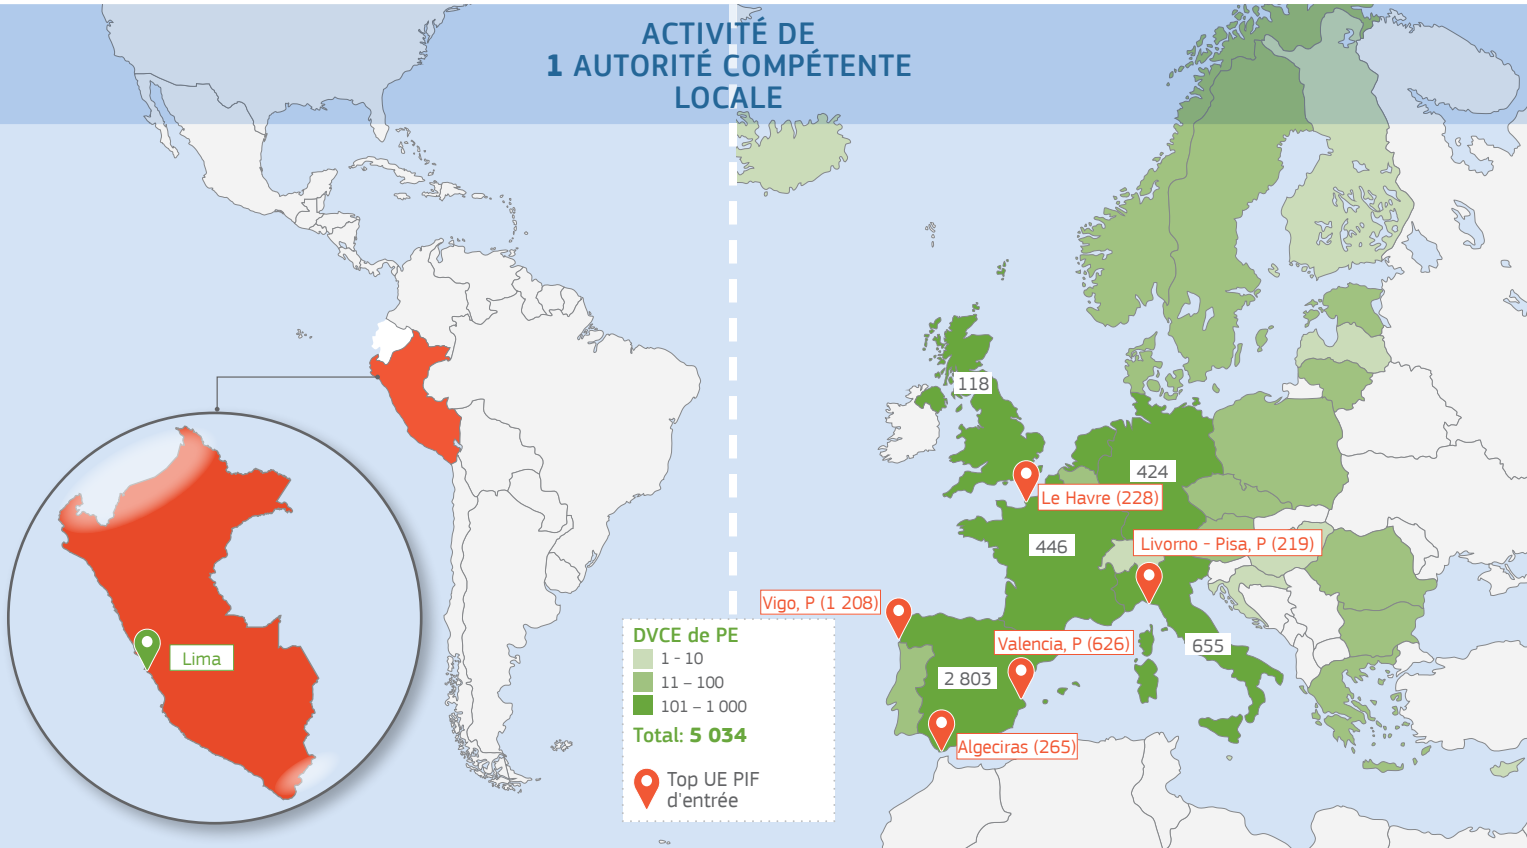 ACTIVITÉ DE
1 AUTORITÉ COMPÉTENTE
LOCALE
118
424
Le Havre (228)
446
Livorno - Pisa, P (219)
Vigo, P (1 208)
Valencia, P (626)
655
2 803
Algeciras (265)
Lima
DVCE de PE
1 - 10
11 – 100
101 – 1 000
Total: 5 034
Top UE PIF
d'entrée